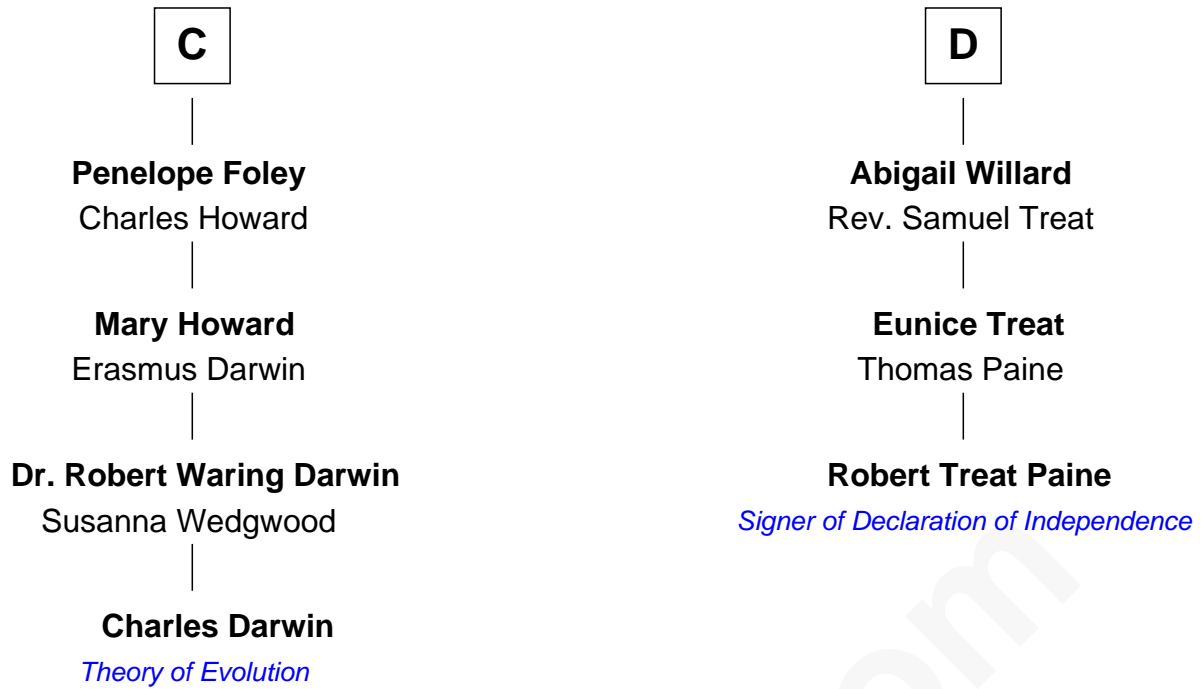 C
Penelope Foley
Charles Howard
Mary Howard
Erasmus Darwin
Dr. Robert Waring Darwin
Susanna Wedgwood
Charles Darwin
Theory of Evolution
D
Abigail Willard
Rev. Samuel Treat
Eunice Treat
Thomas Paine
Robert Treat Paine
Signer of Declaration of Independence
om